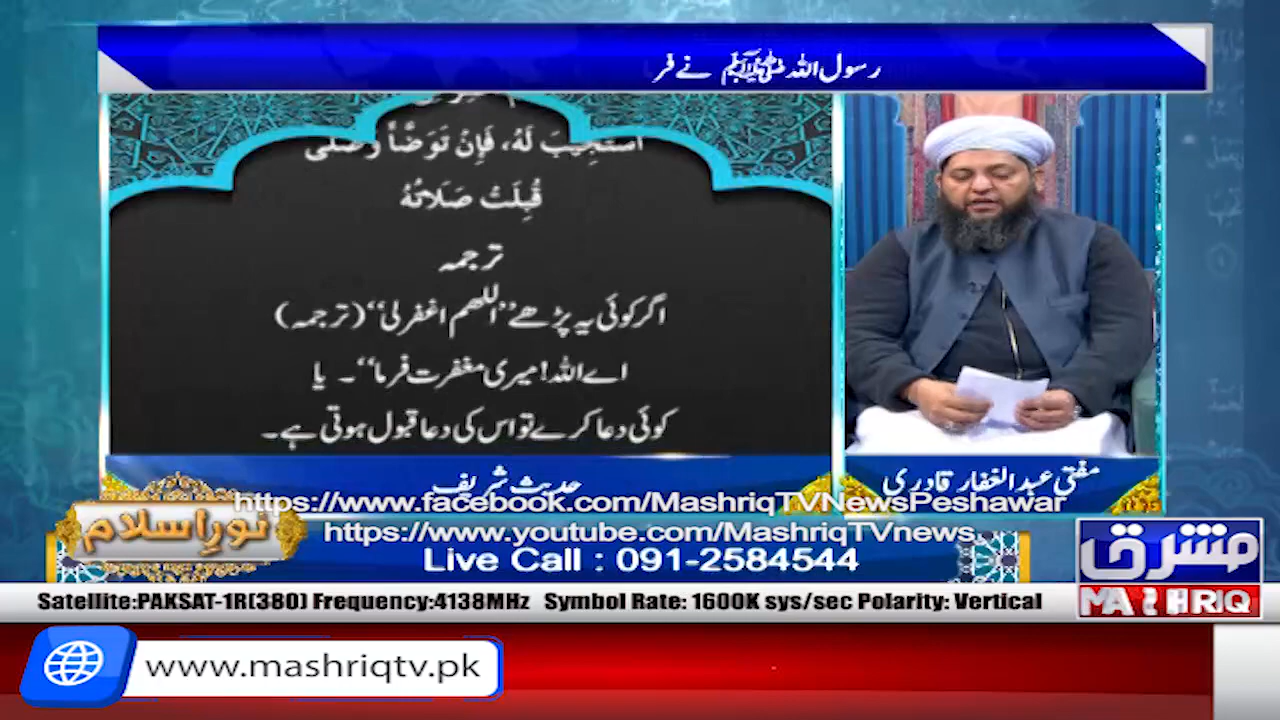 رسول اللہ ﷺ نے فر
اسْتُجِيبَ لَهُ، فَإِنْ تَوَضَّأَ وَصَلَّى
قُبِلَتْ صَلَاتُهُ
ترجمہ
اگر کوئی یہ پڑھے ’’اللھم اغفرلی‘‘ (ترجمہ)
اے اللہ! میری مغفرت فرما‘‘۔ یا
کوئی دعا کرے تو اس کی دعا قبول ہوتی ہے۔
حدیث شریف
مفتی عبدالغفار قادری
https://www.facebook.com/MashriqTVNewsPeshawar
نورِ اسلام
https://www.youtube.com/MashriqTVnews
Live Call : 091-2584544
مشرق
MASHRIQ
Satellite:PAKSAT-1R(380) Frequency:4138MHz Symbol Rate: 1600K sys/sec Polarity: Vertical
www.mashriqtv.pk